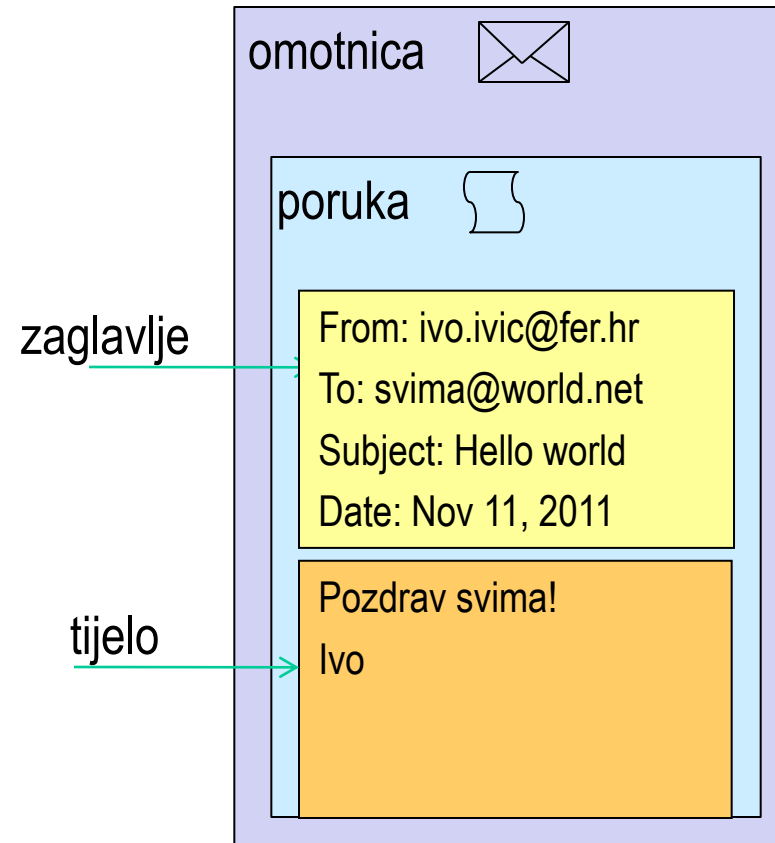 omotnica
poruka
zaglavlje
From: ivo.ivic@fer.hr
To: svima@world.net
Subject: Hello world
Date: Nov 11, 2011
tijelo
Pozdrav svima!
Ivo